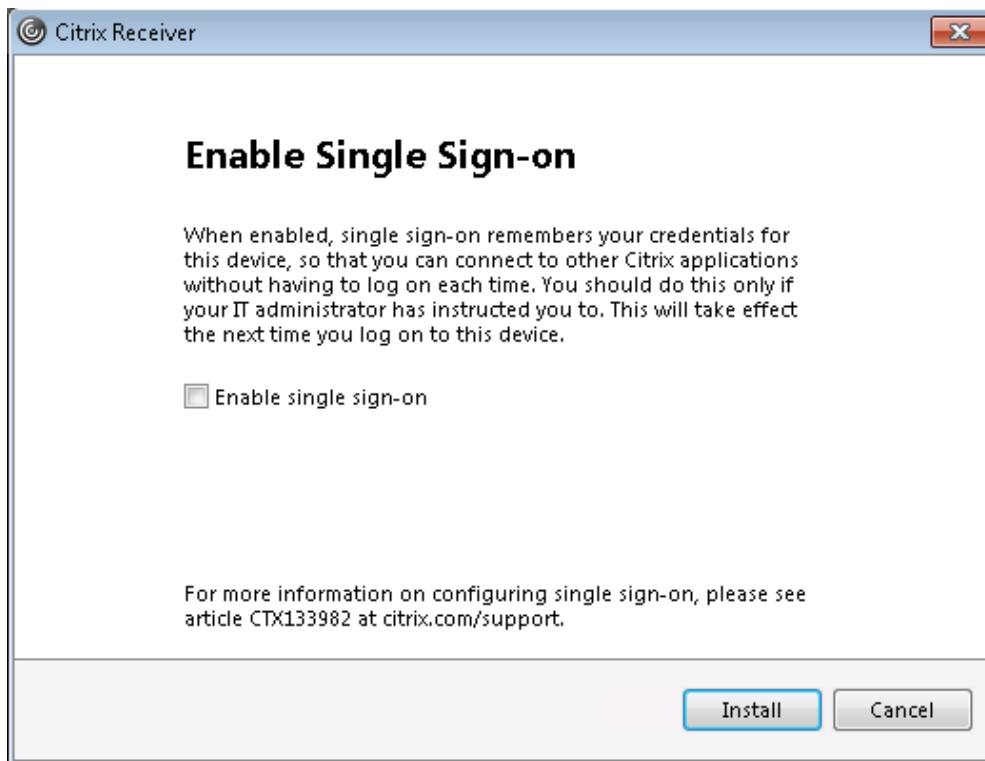 Citrix Receiver
Enable Single Sign-on
When enabled, single sign-on remembers your credentials for
this device, so that you can connect to other Citrix applications
without having to log on each time. You should do this only if
your IT administrator has instructed you to. This will take effect
the next time you log on to this device.
Enable single sign-on
For more information on configuring single sign-on, please see
article CTX133982 at citrix.com/support.
Install
Cancel